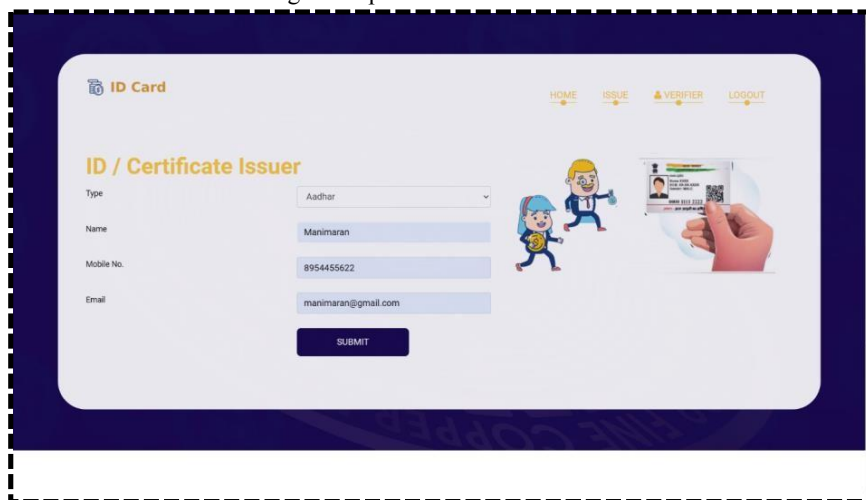 ID Card
HOME ISSUE VERIFIER LOGOUT
ID / Certificate Issuer
Type Aadhar
Name Manimaran
Mobile No. 8954455622
Email manimaran@gmail.com
SUBMIT